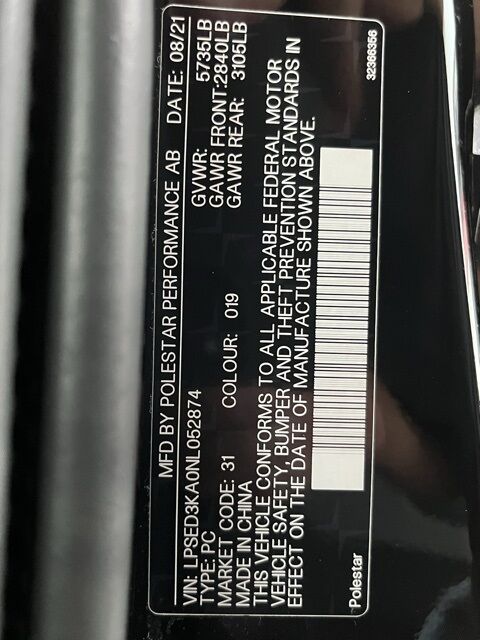 MFD BY POLESTAR PERFORMANCE AB DATE: 08/21
VIN: LPSED3KA0NL052874 GVWR: 5735LB
TYPE: PC GAWR FRONT:2840LB
MARKET CODE: 31 COLOUR: 019 GAWR REAR: 3105LB
MADE IN CHINA
THIS VEHICLE CONFORMS TO ALL APPLICABLE FEDERAL MOTOR
VEHICLE SAFETY, BUMPER AND THEFT PREVENTION STANDARDS IN
EFFECT ON THE DATE OF MANUFACTURE SHOWN ABOVE.
Polestar 32366356